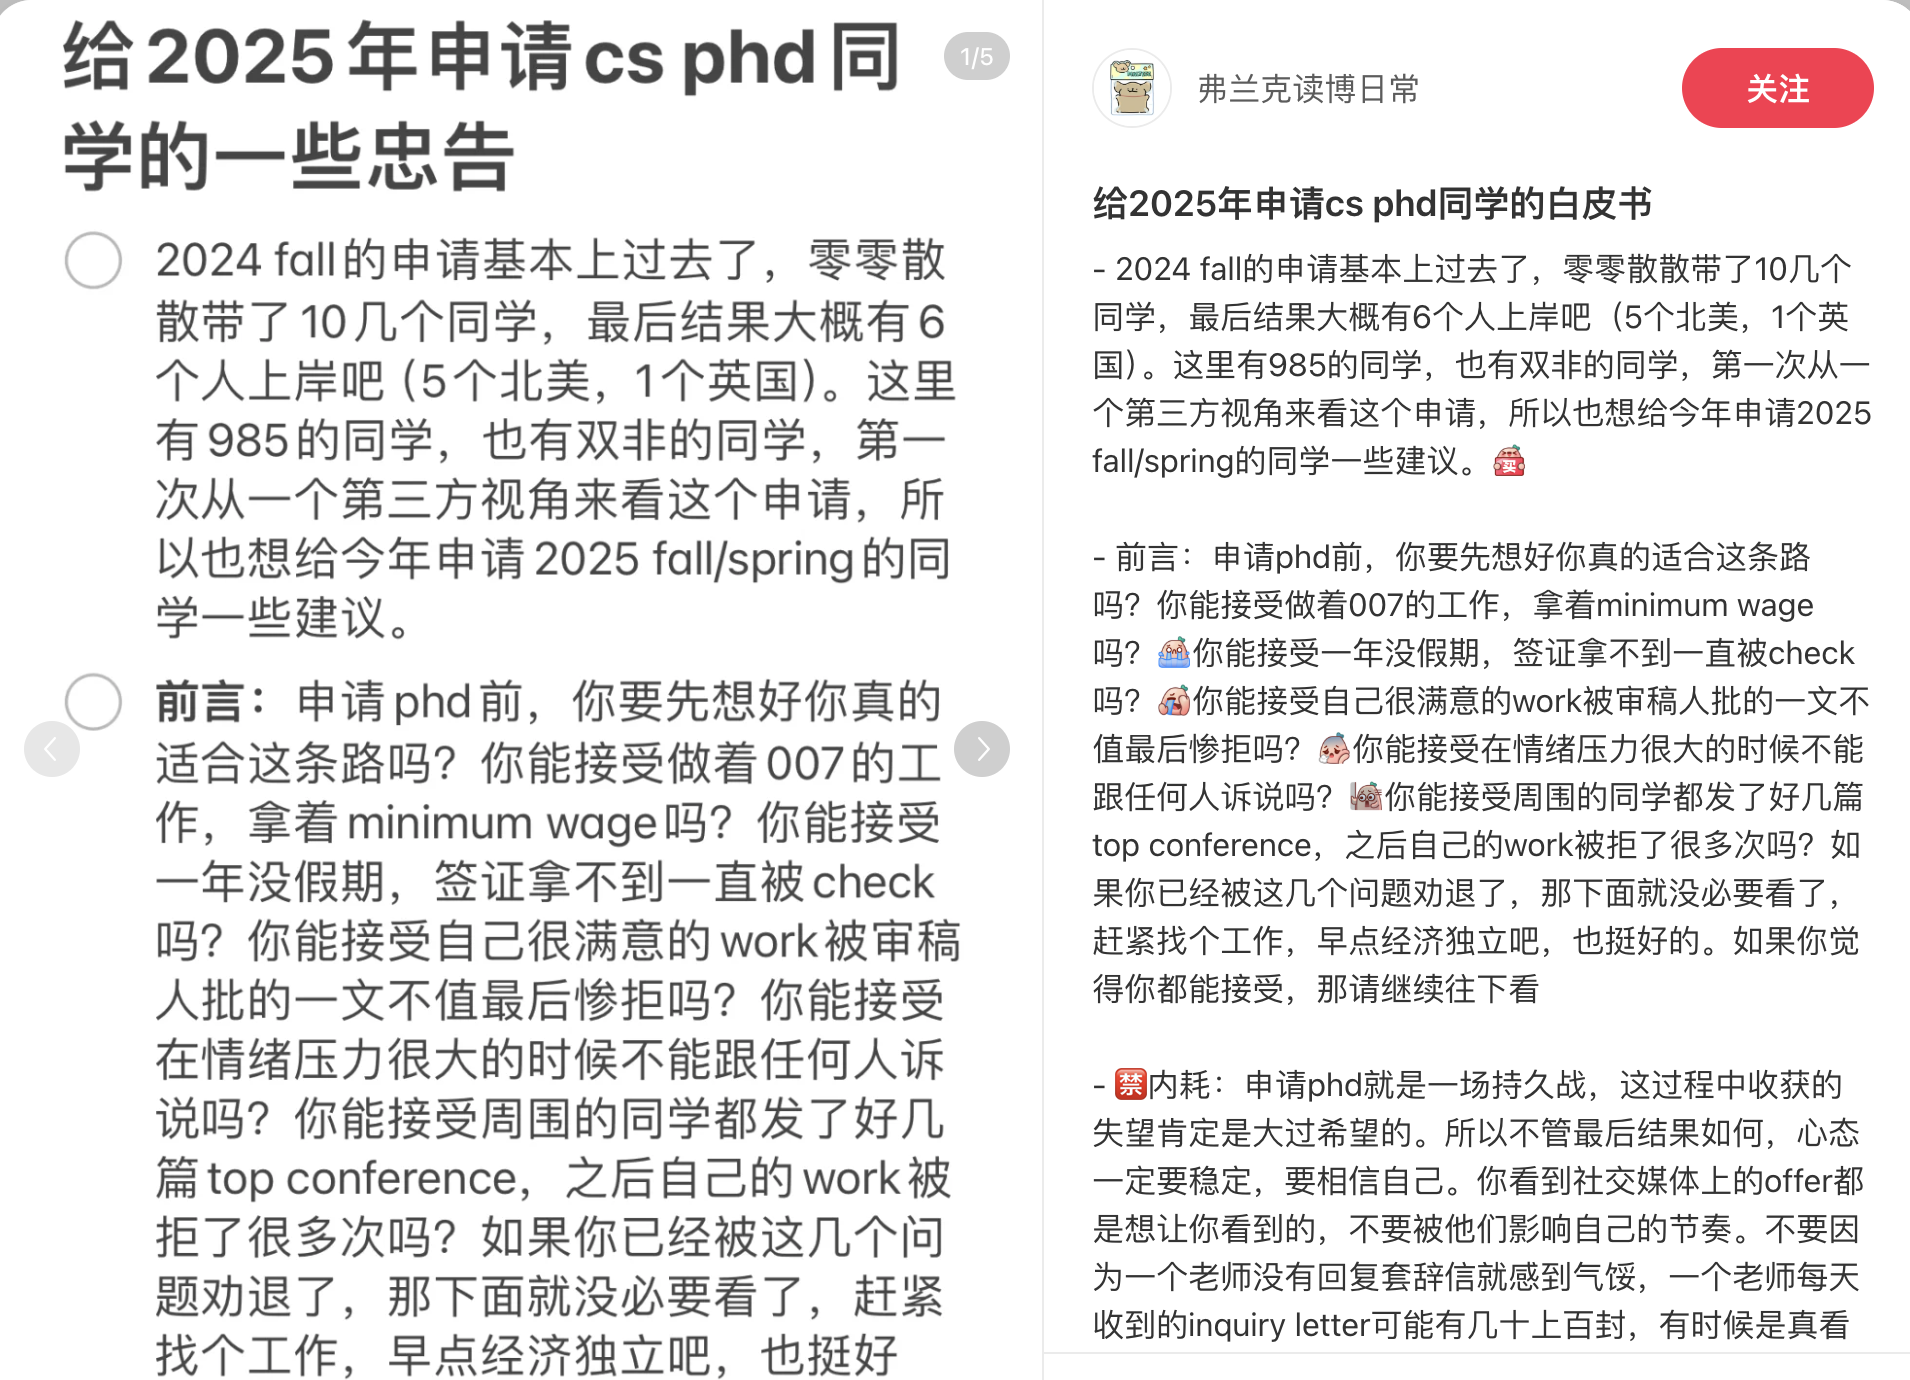 给2025年申请cs phd同
学的一些忠告
1/5
2024 fall的申请基本上过去了，零零散
散带了10几个同学，最后结果大概有6
个人上岸吧（5个北美，1个英国）。这里
有985的同学，也有双非的同学，第一
次从一个第三方视角来看这个申请，所
以也想给今年申请2025 fall/spring的同
学一些建议。
前言：申请phd前，你要先想好你真的
适合这条路吗？你能接受做着007的工
作，拿着minimum wage吗？你能接受
一年没假期，签证拿不到一直被check
吗？你能接受自己很满意的work被审稿
人批的一文不值最后惨拒吗？你能接受
在情绪压力很大的时候不能跟任何人诉
说吗？你能接受周围的同学都发了好几
篇top conference，之后自己的work被
拒了很多次吗？如果你已经被这几个问
题劝退了，那下面就没必要看了，赶紧
找个工作，早点经济独立吧，也挺好
弗兰克读博日常
关注
给2025年申请cs phd同学的白皮书
- 2024 fall的申请基本上过去了，零零散散带了10几个
同学，最后结果大概有6个人上岸吧（5个北美，1个英
国）。这里有985的同学，也有双非的同学，第一次从一
个第三方视角来看这个申请，所以也想给今年申请2025
fall/spring的同学一些建议。买
- 前言：申请phd前，你要先想好你真的适合这条路
吗？你能接受做着007的工作，拿着minimum wage
吗？你能接受一年没假期，签证拿不到一直被check
吗？你能接受自己很满意的work被审稿人批的一文不
值最后惨拒吗？你能接受在情绪压力很大的时候不能
跟任何人诉说吗？你能接受周围的同学都发了好几篇
top conference，之后自己的work被拒了很多次吗？如
果你已经被这几个问题劝退了，那下面就没必要看了，
赶紧找个工作，早点经济独立吧，也挺好的。如果你觉
得你都能接受，那请继续往下看
- 🈲内耗：申请phd就是一场持久战，这过程中收获的
失望肯定是大过希望的。所以不管最后结果如何，心态
一定要稳定，要相信自己。你看到社交媒体上的offer都
是想让你看到的，不要被他们影响自己的节奏。不要因
为一个老师没有回复套辞信就感到气馁，一个老师每天
收到的inquiry letter可能有几十上百封，有时候是真看